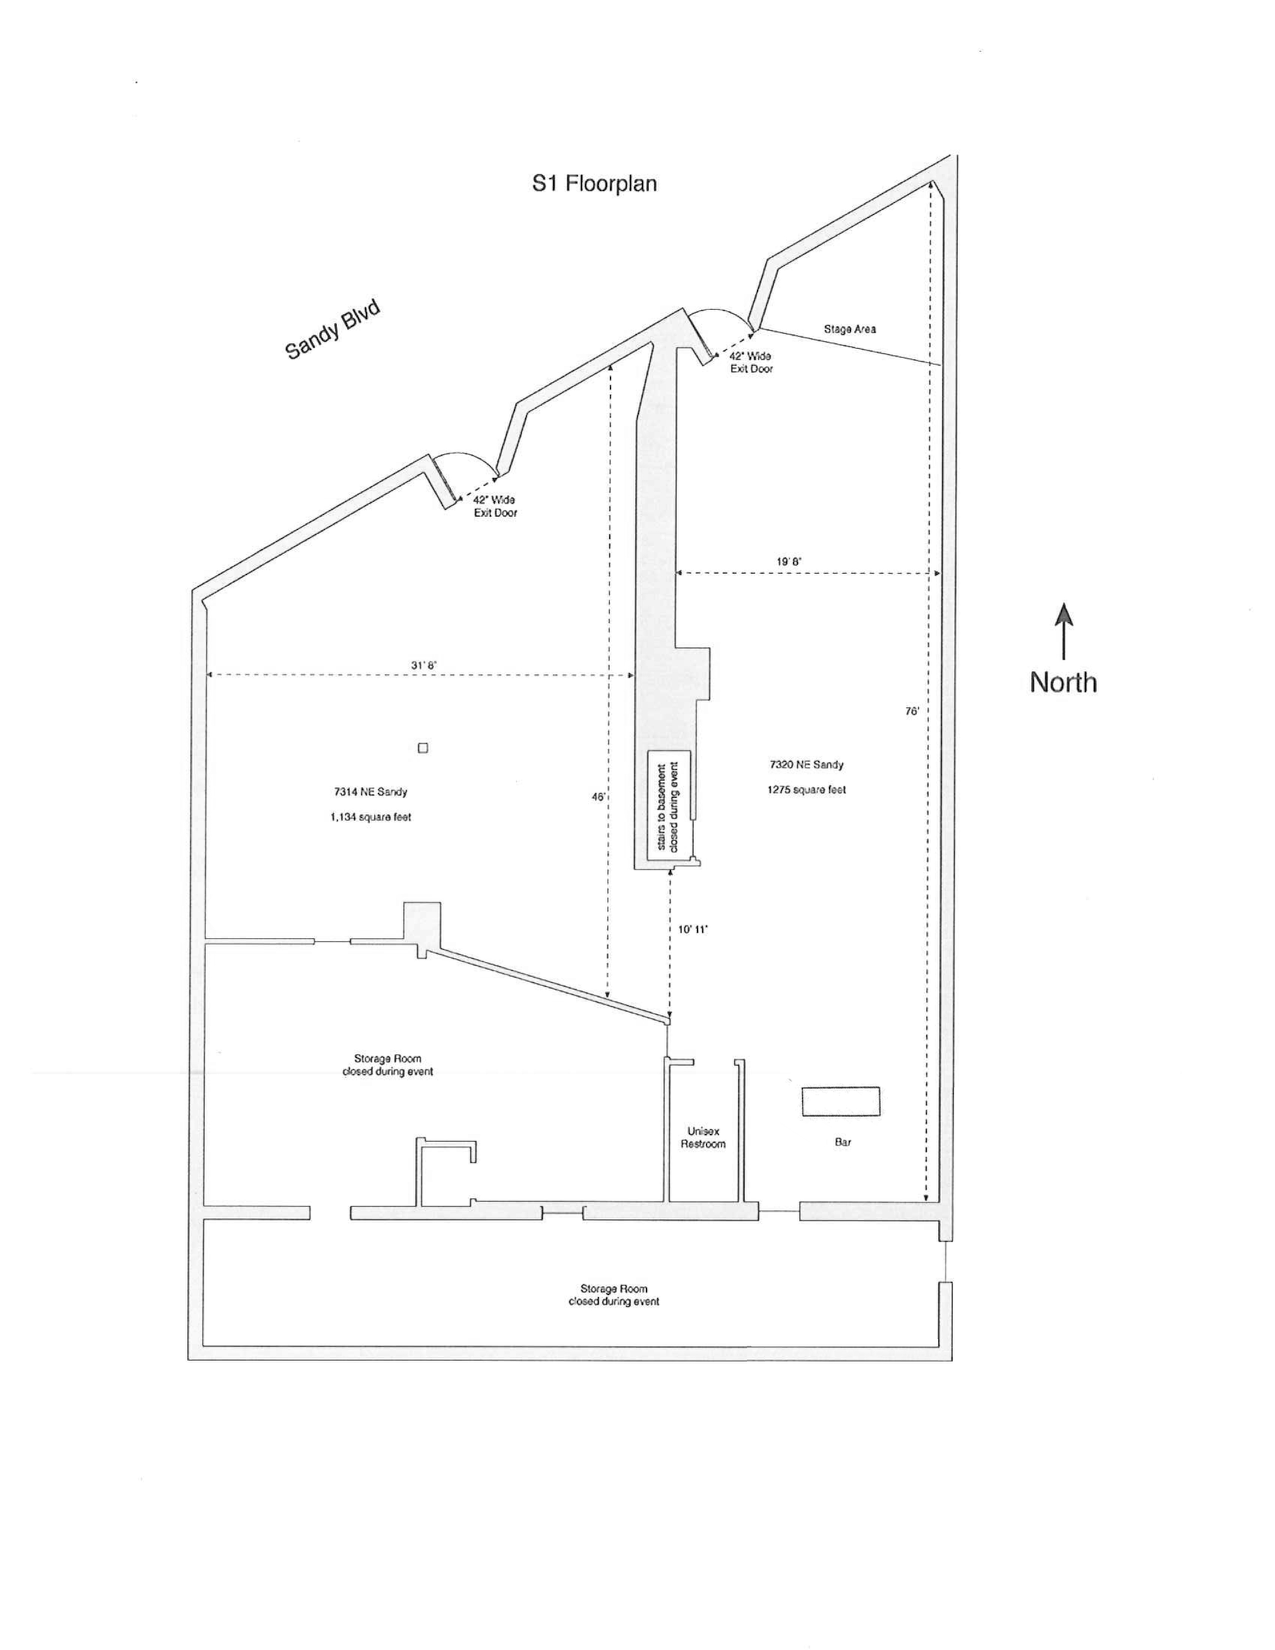 S1 Floorplan
Sandy Blvd
Stage Area
42" Wide
Exit Door
42" Wide
Exit Door
19' 8"
North
31' 8"
76'
7320 NE Sandy
1275 square feet
7314 NE Sandy
1,134 square feet
46'
stairs to basement
closed during event
10' 11"
Storage Room
closed during event
Unisex
Restroom
Bar
Storage Room
closed during event